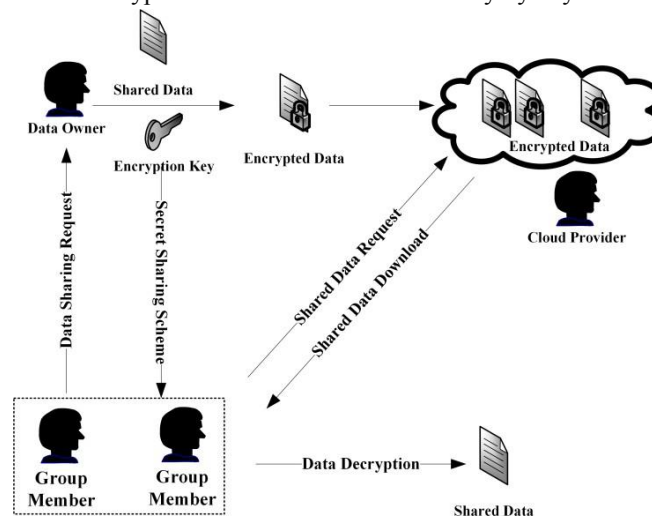 Shared Data
Data Owner
Encryption Key
Encrypted Data
Encrypted Data
Cloud Provider
Data Sharing Request
Secret Sharing Scheme
Shared Data Request
Shared Data Download
Group
Member
Group
Member
Data Decryption
Shared Data